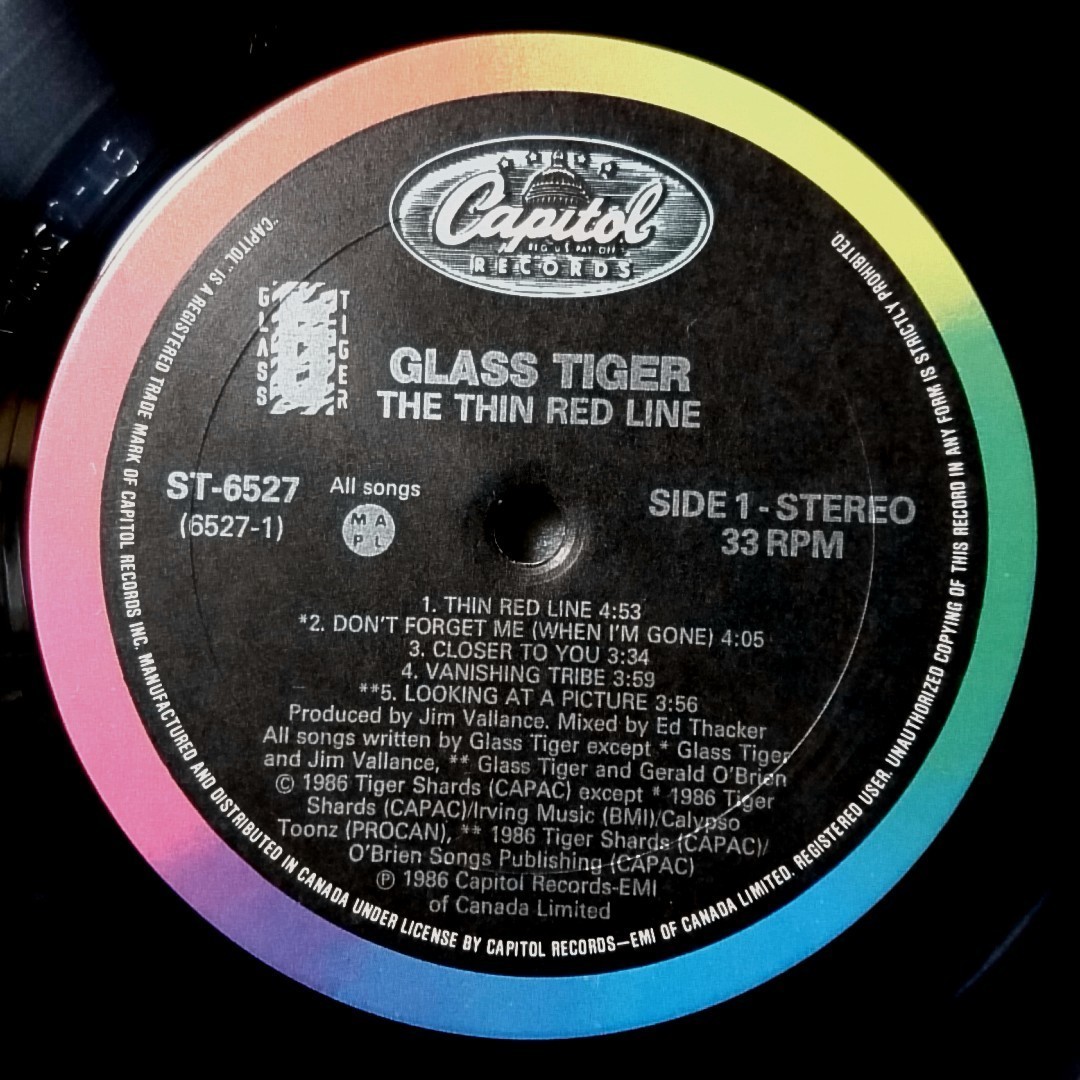 Capitol
REG. U.S. PAT. OFF.
RECORDS
GLASS TIGER
GLASS TIGER
THE THIN RED LINE
ST-6527
(6527-1)
All songs
MA
PL
SIDE 1 - STEREO
33 RPM
1. THIN RED LINE 4:53
*2. DON'T FORGET ME (WHEN I'M GONE) 4:05
3. CLOSER TO YOU 3:34
4. VANISHING TRIBE 3:59
**5. LOOKING AT A PICTURE 3:56
Produced by Jim Vallance. Mixed by Ed Thacker
All songs written by Glass Tiger except * Glass Tiger
and Jim Vallance, ** Glass Tiger and Gerald O'Brien
© 1986 Tiger Shards (CAPAC) except * 1986 Tiger
Shards (CAPAC)/Irving Music (BMI)/Calypso
Toonz (PROCAN), ** 1986 Tiger Shards (CAPAC)/
O'Brien Songs Publishing (CAPAC)
℗ 1986 Capitol Records-EMI
of Canada Limited
"CAPITOL" IS A REGISTERED TRADE MARK OF CAPITOL RECORDS INC. MANUFACTURED AND DISTRIBUTED IN CANADA UNDER LICENSE BY CAPITOL RECORDS—EMI OF CANADA LIMITED. REGISTERED USER. UNAUTHORIZED COPYING OF THIS RECORD IN ANY FORM IS STRICTLY PROHIBITED.